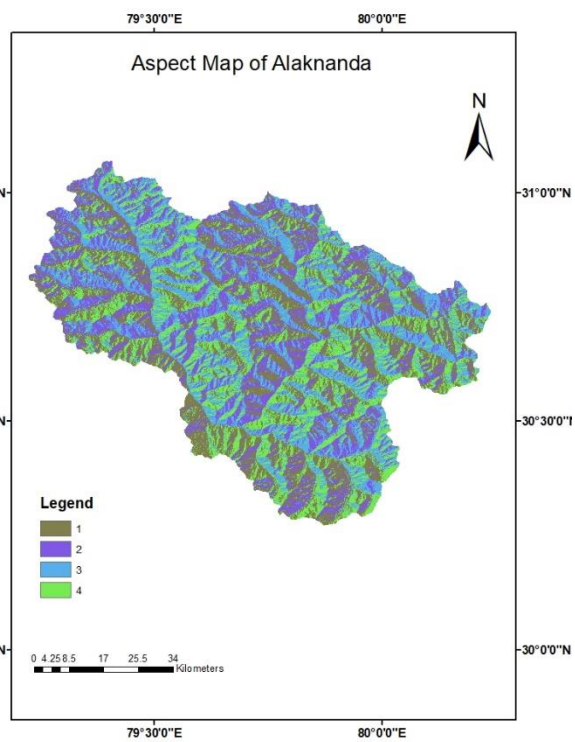 79°30'0"E 80°0'0"E
Aspect Map of Alaknanda
N
N 31°0'0"N
N 30°30'0"N
Legend
1
2
3
4
N 30°0'0"N
0 4.25 8.5 17 25.5 34
Kilometers
79°30'0"E 80°0'0"E